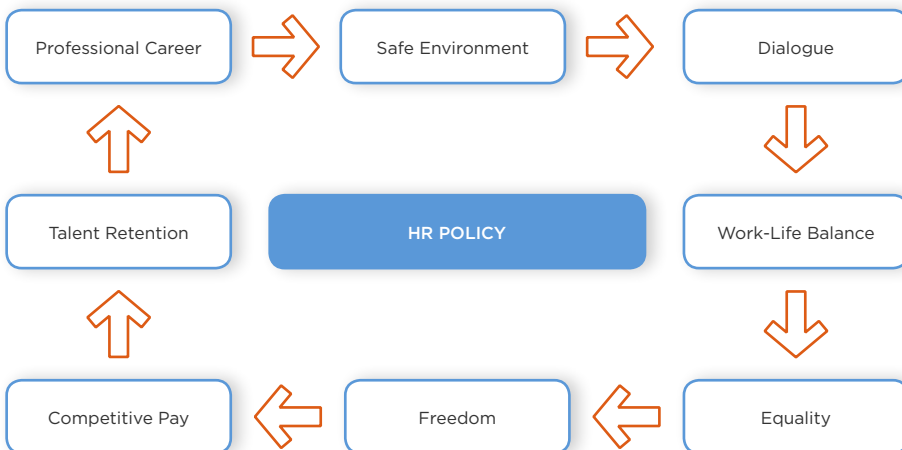 Professional Career
Safe Environment
Dialogue
Talent Retention
HR POLICY
Work-Life Balance
Competitive Pay
Freedom
Equality